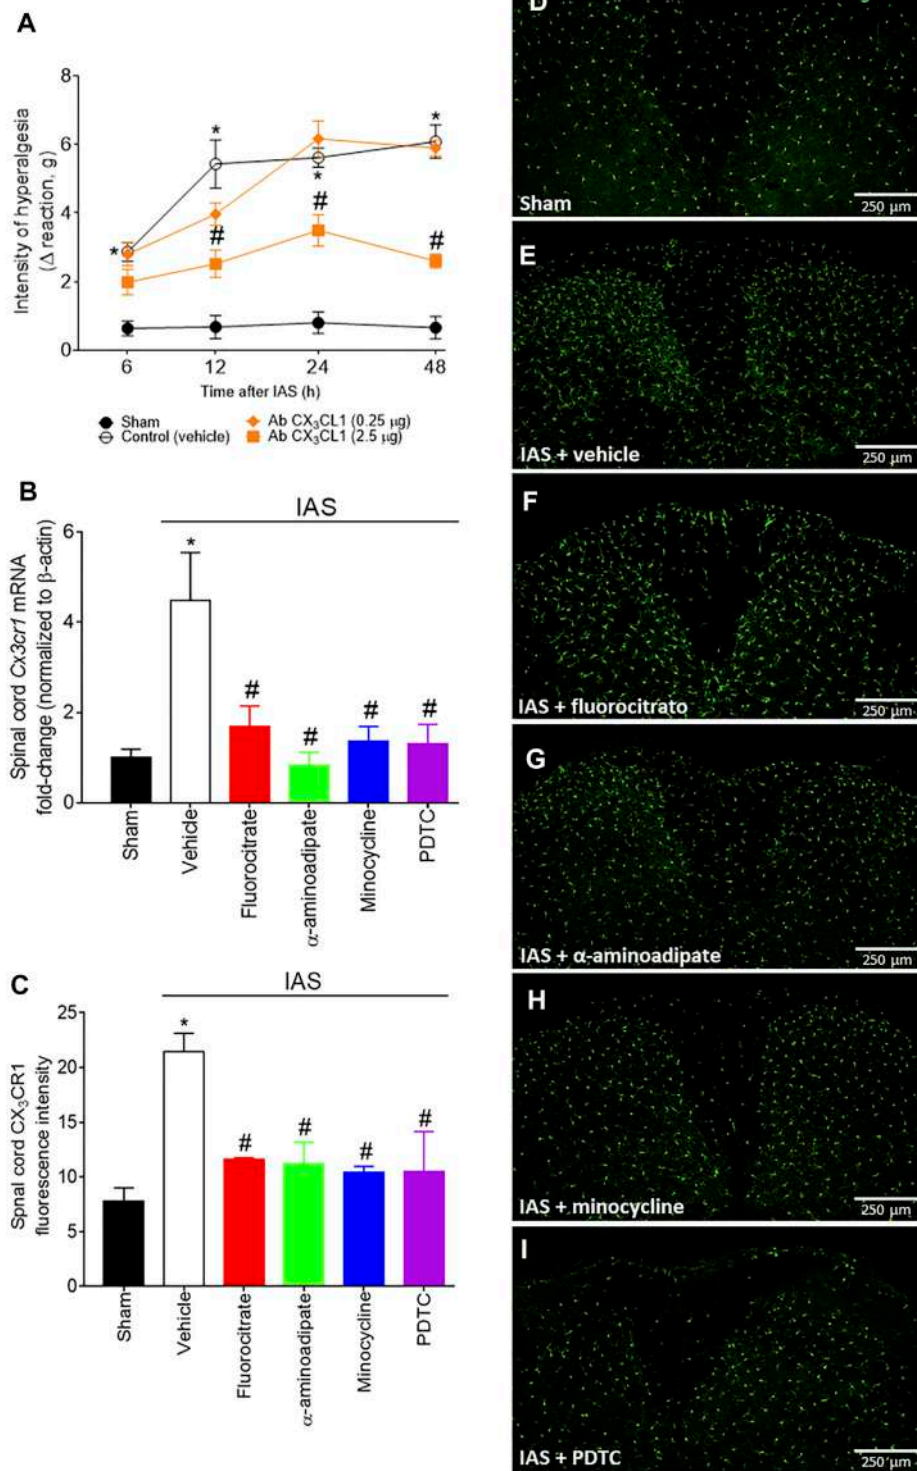 A
Intensity of hyperalgesia
(Δ reaction, g)
8
6
4
2
0
*
*
*
*
#
#
#
6
12
24
48
Time after IAS (h)
Sham
Control (vehicle)
Ab CX₃CL1 (0.25 µg)
Ab CX₃CL1 (2.5 µg)
B
IAS
Spinal cord Cx3cr1 mRNA
fold-change (normalized to β-actin)
6
4
2
0
*
#
#
#
#
Sham
Vehicle
Fluorocitrate
α-aminoadipate
Minocycline
PDTC
C
IAS
Spnal cord CX₃CR1
fluorescence intensity
25
20
15
10
5
0
*
#
#
#
#
Sham
Vehicle
Fluorocitrate
α-aminoadipate
Minocycline
PDTC
D
Sham
250 µm
E
IAS + vehicle
250 µm
F
IAS + fluorocitrato
250 µm
G
IAS + α-aminoadipate
250 µm
H
IAS + minocycline
250 µm
I
IAS + PDTC
250 µm